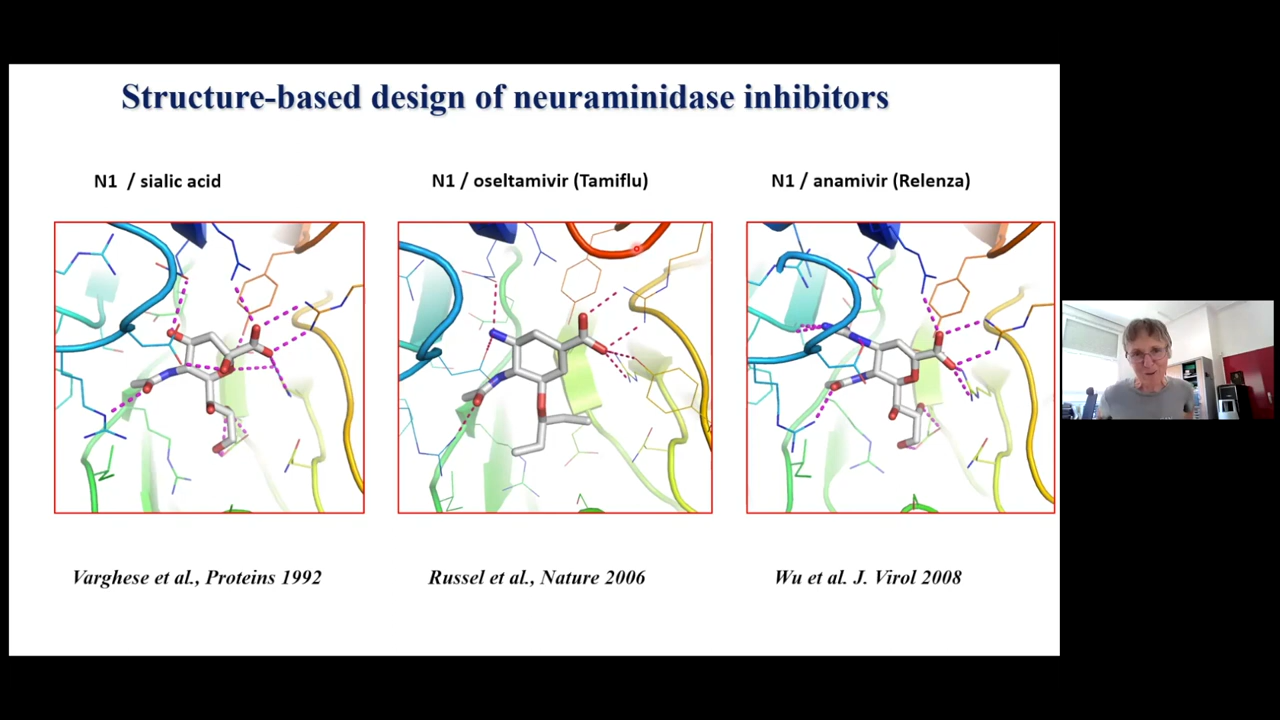 Structure-based design of neuraminidase inhibitors
N1 / sialic acid
N1 / oseltamivir (Tamiflu)
N1 / anamivir (Relenza)
Varghese et al., Proteins 1992
Russel et al., Nature 2006
Wu et al. J. Virol 2008